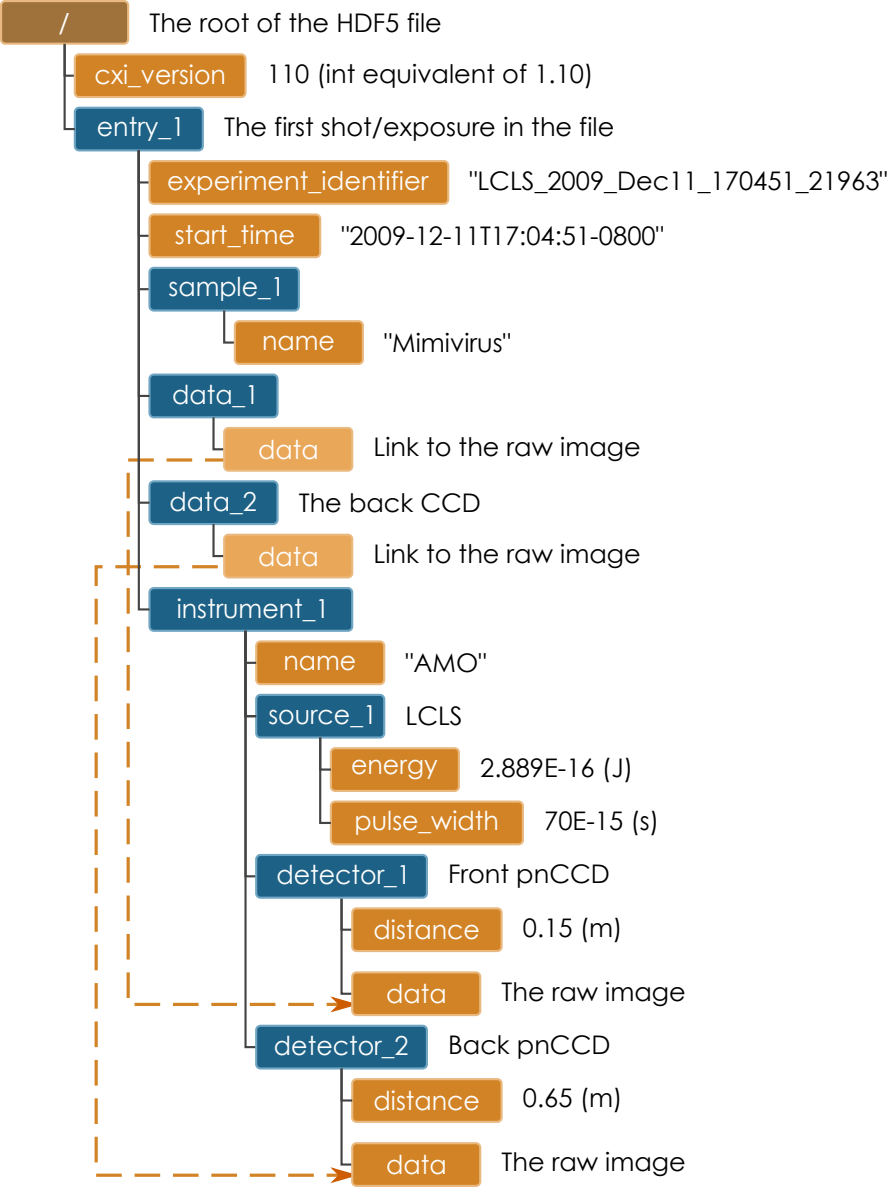 / The root of the HDF5 file
cxi_version 110 (int equivalent of 1.10)
entry_1 The first shot/exposure in the file
experiment_identifier "LCLS_2009_Dec11_170451_21963"
start_time "2009-12-11T17:04:51-0800"
sample_1
name "Mimivirus"
data_1
data Link to the raw image
data_2 The back CCD
data Link to the raw image
instrument_1
name "AMO"
source_1 LCLS
energy 2.889E-16 (J)
pulse_width 70E-15 (s)
detector_1 Front pnCCD
distance 0.15 (m)
data The raw image
detector_2 Back pnCCD
distance 0.65 (m)
data The raw image